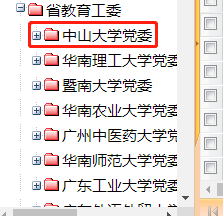 省教育工委
中山大学党委
华南理工大学党委
暨南大学党委
华南农业大学党委
广州中医药大学党
华南师范大学党委
广东工业大学党委